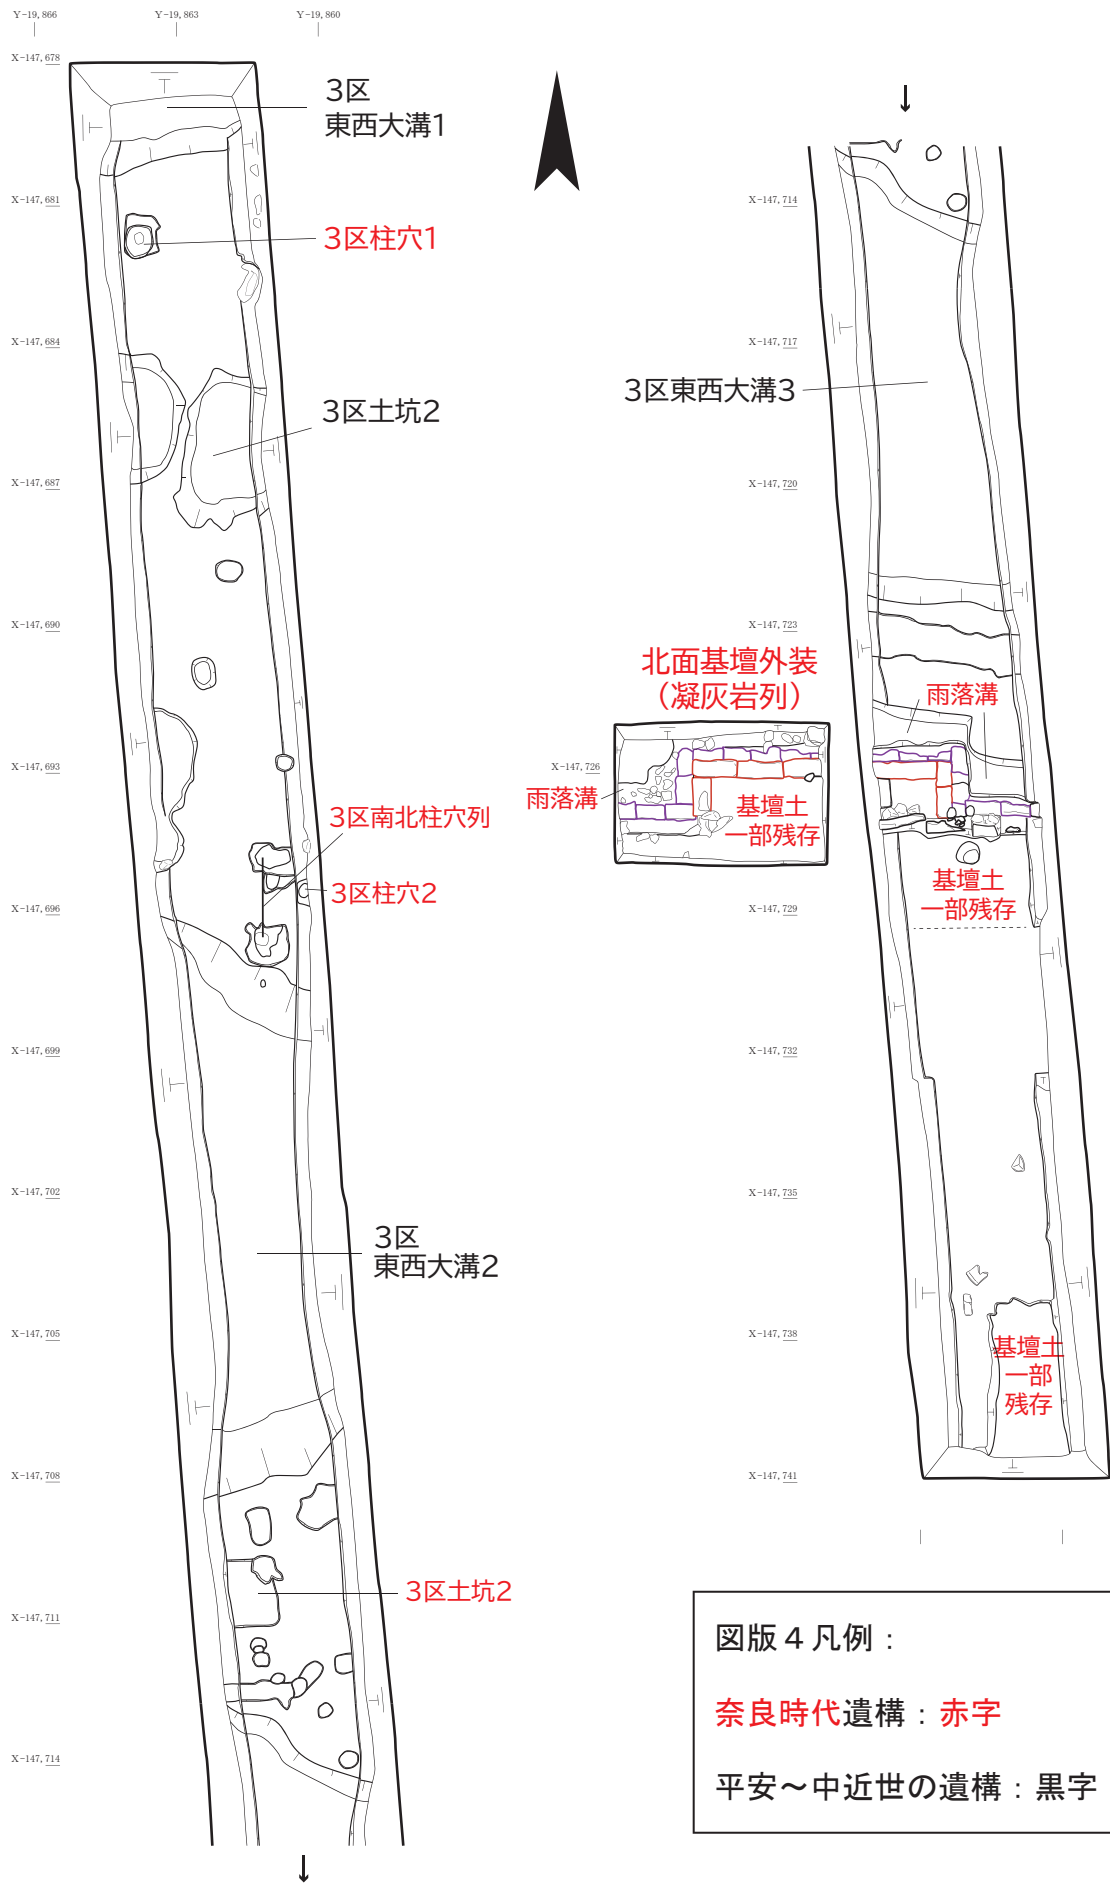 Y-19, 866
Y-19, 863
Y-19, 860
X-147, 678
X-147, 681
X-147, 684
X-147, 687
X-147, 690
X-147, 693
X-147, 696
X-147, 699
X-147, 702
X-147, 705
X-147, 708
X-147, 711
X-147, 714
3区
東西大溝1
3区柱穴1
3区土坑2
3区南北柱穴列
3区柱穴2
3区
東西大溝2
3区土坑2
↓
↓
X-147, 714
X-147, 717
X-147, 720
X-147, 723
X-147, 726
X-147, 729
X-147, 732
X-147, 735
X-147, 738
X-147, 741
3区東西大溝3
北面基壇外装
（凝灰岩列）
雨落溝
雨落溝
基壇土
一部残存
基壇土
一部残存
基壇土
一部
残存
図版４凡例：
奈良時代遺構：赤字
平安～中近世の遺構：黒字